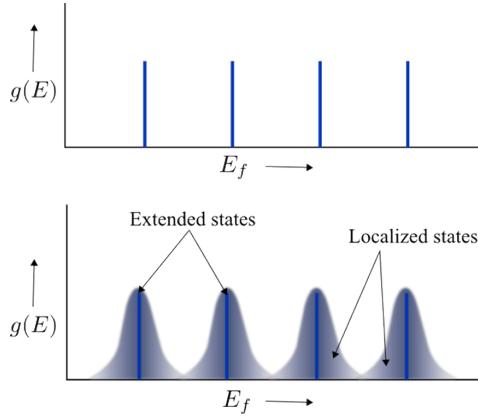 g(E)
E_f
Extended states
Localized states
g(E)
E_f